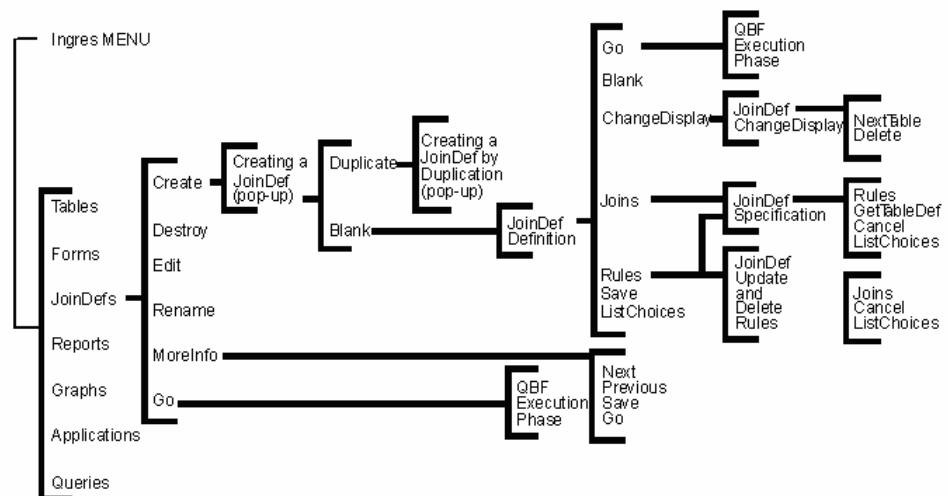 Ingres MENU
Tables
Forms
JoinDefs
Reports
Graphs
Applications
Queries
Create
Destroy
Edit
Rename
MoreInfo
Go
Creating a
JoinDef
(pop-up)
Duplicate
Blank
Creating a
JoinDef by
Duplication
(pop-up)
JoinDef
Definition
QBF
Execution
Phase
Next
Previous
Save
Go
Go
Blank
ChangeDisplay
Joins
Rules
Save
ListChoices
QBF
Execution
Phase
JoinDef
ChangeDisplay
NextTable
Delete
JoinDef
Specification
Rules
GetTableDef
Cancel
ListChoices
JoinDef
Update
and
Delete
Rules
Joins
Cancel
ListChoices